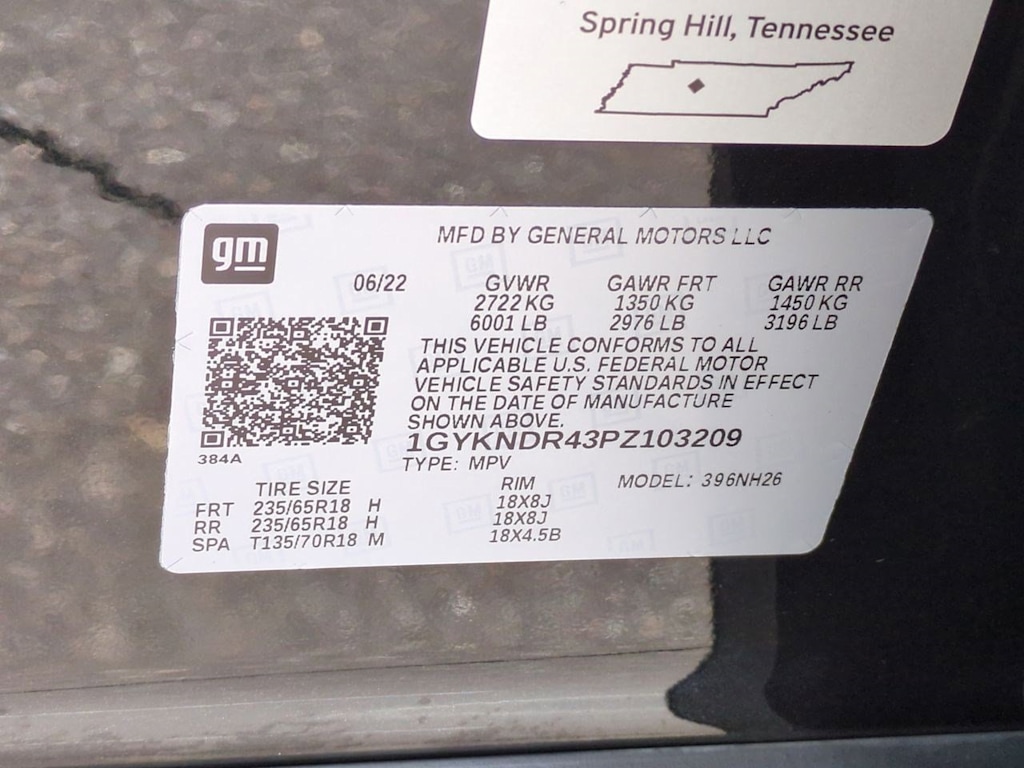 Spring Hill, Tennessee
gm
MFD BY GENERAL MOTORS LLC
06/22 GVWR GAWR FRT GAWR RR
2722 KG 1350 KG 1450 KG
6001 LB 2976 LB 3196 LB
THIS VEHICLE CONFORMS TO ALL
APPLICABLE U.S. FEDERAL MOTOR
VEHICLE SAFETY STANDARDS IN EFFECT
ON THE DATE OF MANUFACTURE
SHOWN ABOVE.
1GYKNDR43PZ103209
384A
TYPE: MPV
TIRE SIZE RIM MODEL: 396NH26
FRT 235/65R18 H 18X8J
RR 235/65R18 H 18X8J
SPA T135/70R18 M 18X4.5B